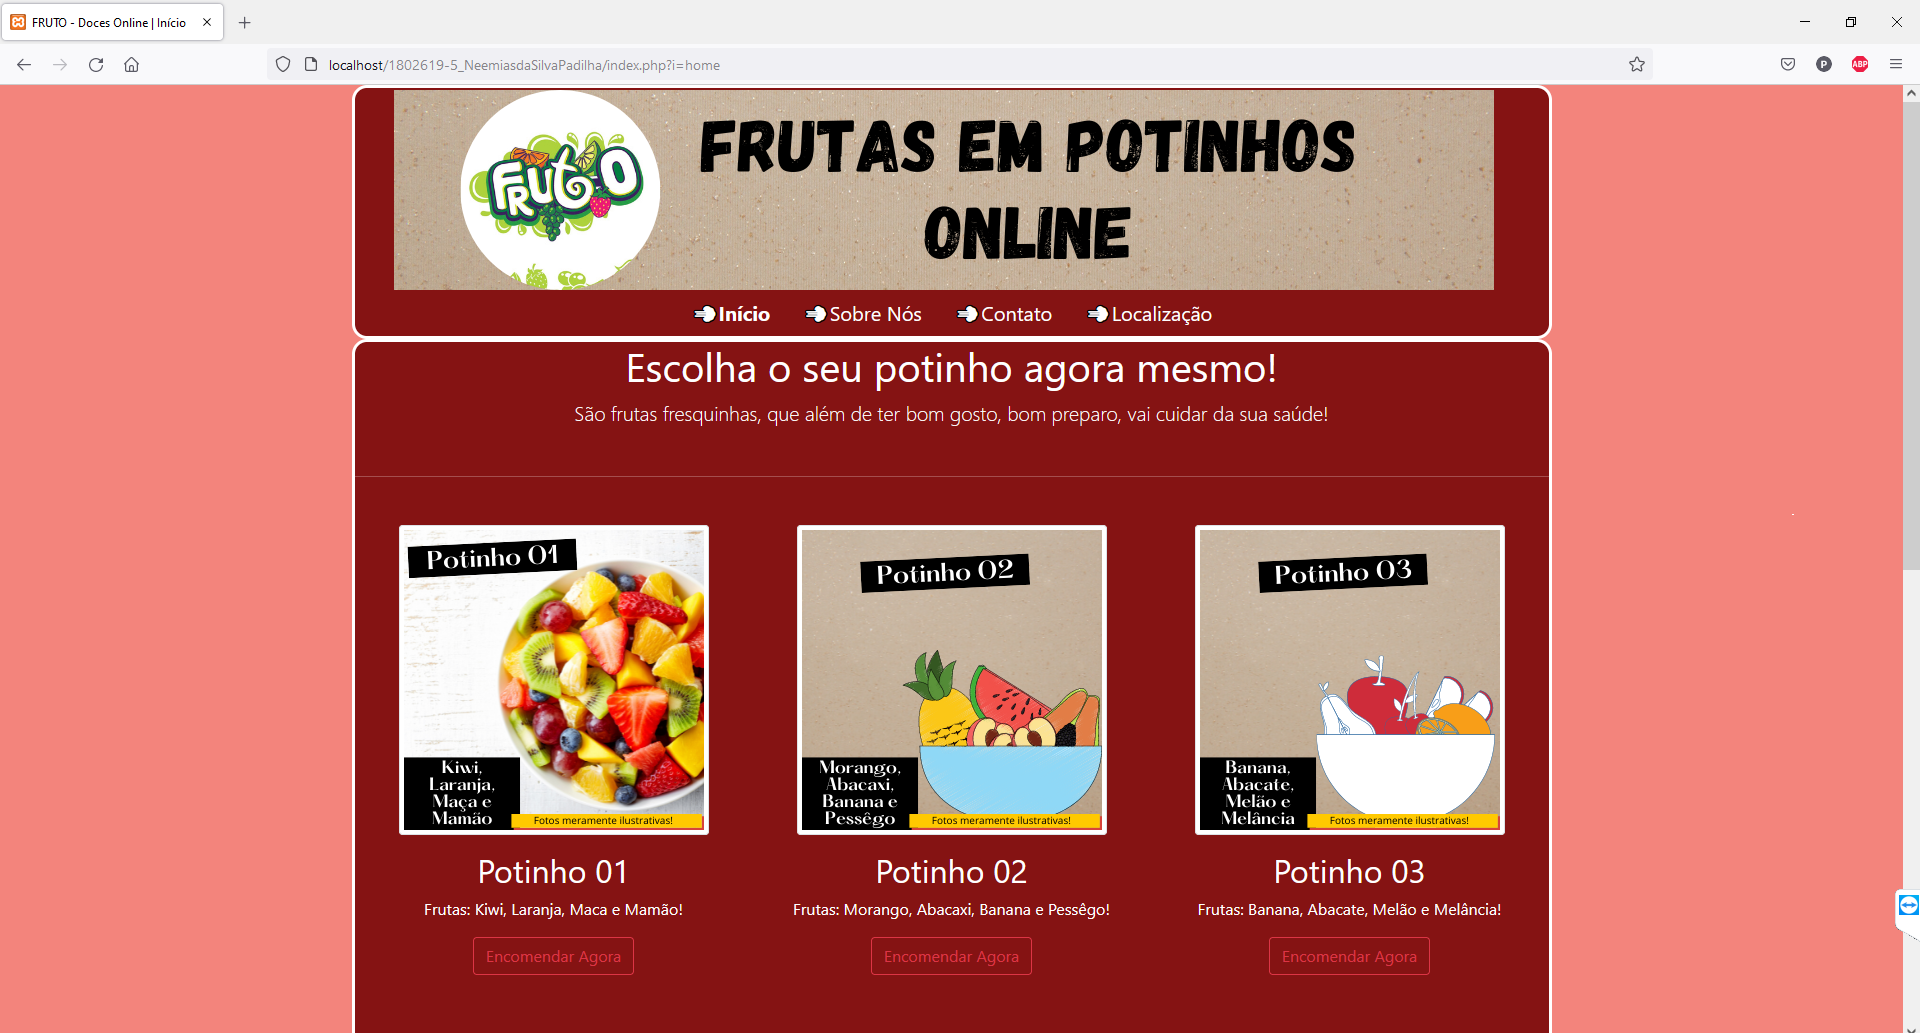 FRUTO - Doces Online | Início
localhost/1802619-5_NeemiasdaSilvaPadilha/index.php?i=home
P
ABP
FRUTO
FRUTAS EM POTINHOS
ONLINE
Início Sobre Nós Contato Localização
Escolha o seu potinho agora mesmo!
São frutas fresquinhas, que além de ter bom gosto, bom preparo, vai cuidar da sua saúde!
Potinho 01
Kiwi,
Laranja,
Maça e
Mamão
Fotos meramente ilustrativas!
Potinho 01
Frutas: Kiwi, Laranja, Maca e Mamão!
Encomendar Agora
Potinho 02
Morango,
Abacaxi,
Banana e
Pessêgo
Fotos meramente ilustrativas!
Potinho 02
Frutas: Morango, Abacaxi, Banana e Pessêgo!
Encomendar Agora
Potinho 03
Banana,
Abacate,
Melão e
Melância
Fotos meramente ilustrativas!
Potinho 03
Frutas: Banana, Abacate, Melão e Melância!
Encomendar Agora